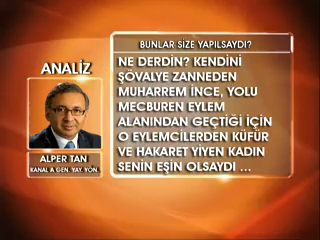 BUNLAR SİZE YAPILSAYDI?
ANALİZ
NE DERDİN? KENDİNİ
ŞÖVALYE ZANNEDEN
MUHARREM İNCE, YOLU
MECBUREN EYLEM
ALANINDAN GEÇTİĞİ İÇİN
O EYLEMCİLERDEN KÜFÜR
VE HAKARET YİYEN KADIN
SENİN EŞİN OLSAYDI ...
ALPER TAN
KANAL A GEN. YAY. YÖN.